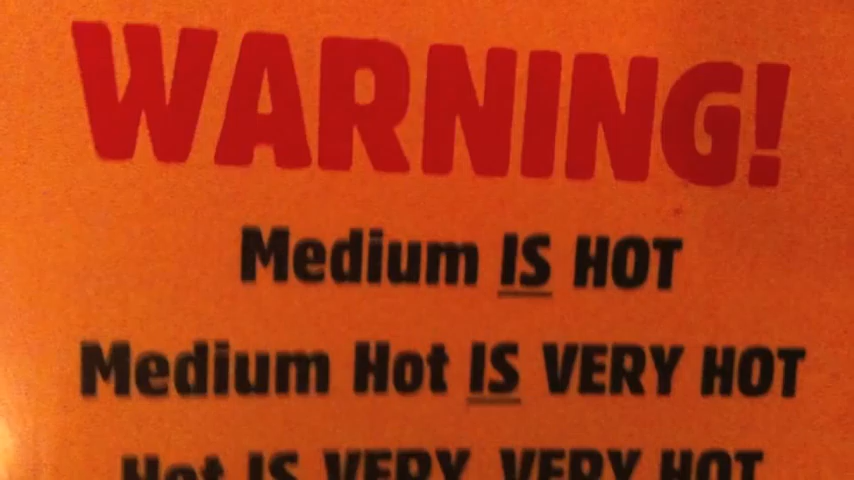 WARNING!
Medium IS HOT
Medium Hot IS VERY HOT
Hot IS VERY, VERY HOT